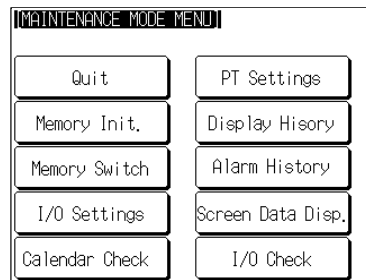 [MAINTENANCE MODE MENU]
Quit
PT Settings
Memory Init.
Display Hisory
Memory Switch
Alarm History
I/O Settings
Screen Data Disp.
Calendar Check
I/O Check